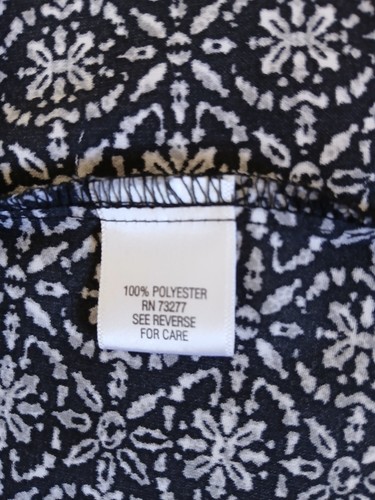 100% POLYESTER
RN 73277
SEE REVERSE
FOR CARE